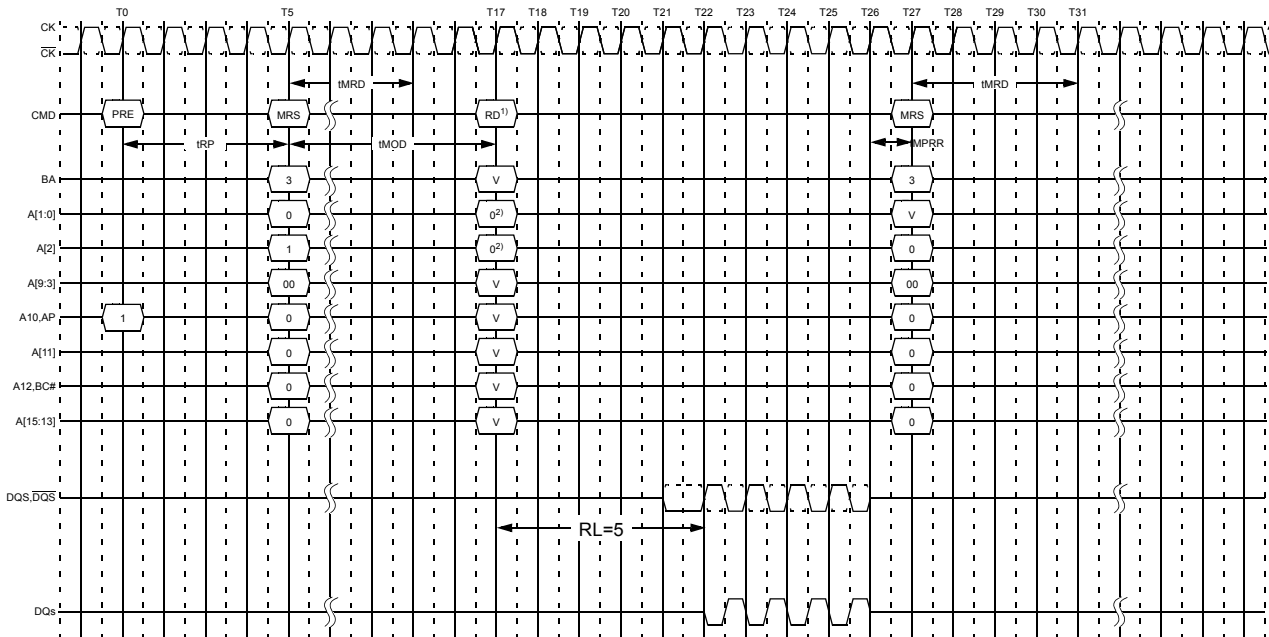 T0 T5 T17 T18 T19 T20 T21 T22 T23 T24 T25 T26 T27 T28 T29 T30 T31
CK
CK
tMRD tMRD
CMD PRE MRS RD1) MRS
tRP tMOD MPRR
BA 3 V 3
A[1:0] 0 02) V
A[2] 1 02) 0
A[9:3] 00 V 00
A10,AP 1 0 V 0
A[11] 0 V 0
A12,BC# 0 V 0
A[15:13] 0 V 0
DQS,DQS
RL=5
DQs